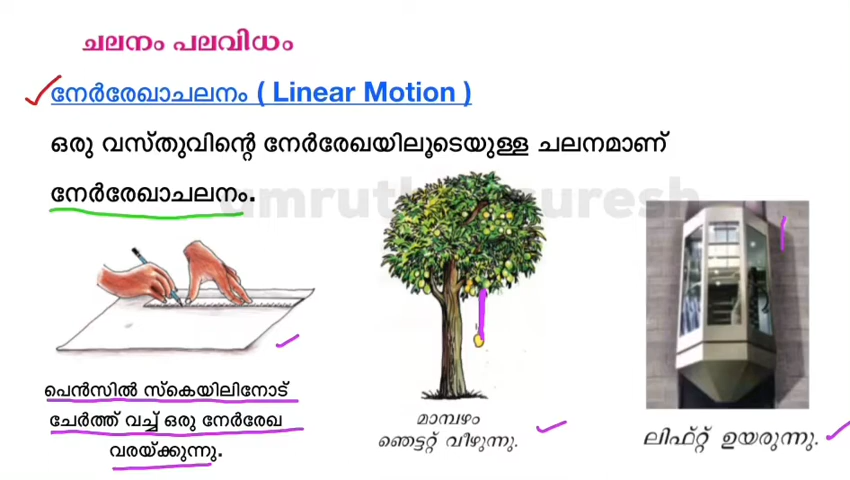 ചലനം പലവിധം
നേർരേഖാചലനം ( Linear Motion )
ഒരു വസ്തുവിന്റെ നേർരേഖയിലൂടെയുള്ള ചലനമാണ്
നേർരേഖാചലനം.
പെൻസിൽ സ്കെയിലിനോട്
ചേർത്ത് വച്ച് ഒരു നേർരേഖ
വരയ്ക്കുന്നു.
മാമ്പഴം
ഞെട്ടറ്റ് വീഴുന്നു.
ലിഫ്റ്റ് ഉയരുന്നു.